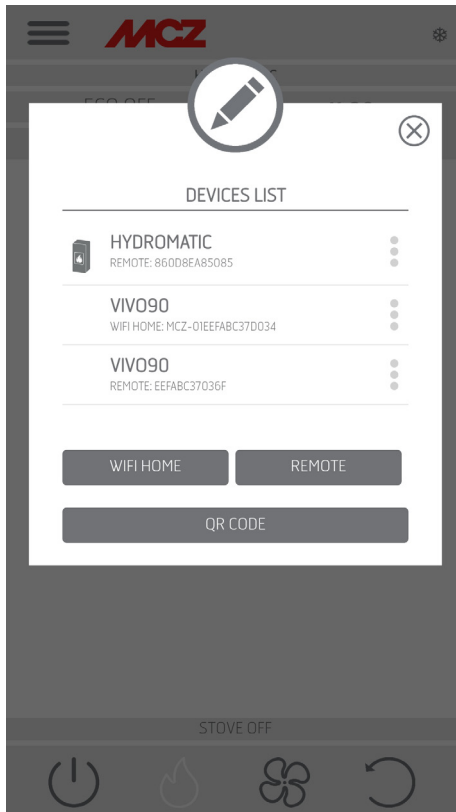 MCZ
DEVICES LIST
HYDROMATIC
REMOTE: 860D8EA85085
VIVO90
WIFI HOME: MCZ-01EEFABC37D034
VIVO90
REMOTE: EEFABC37036F
WIFI HOME
REMOTE
QR CODE
STOVE OFF